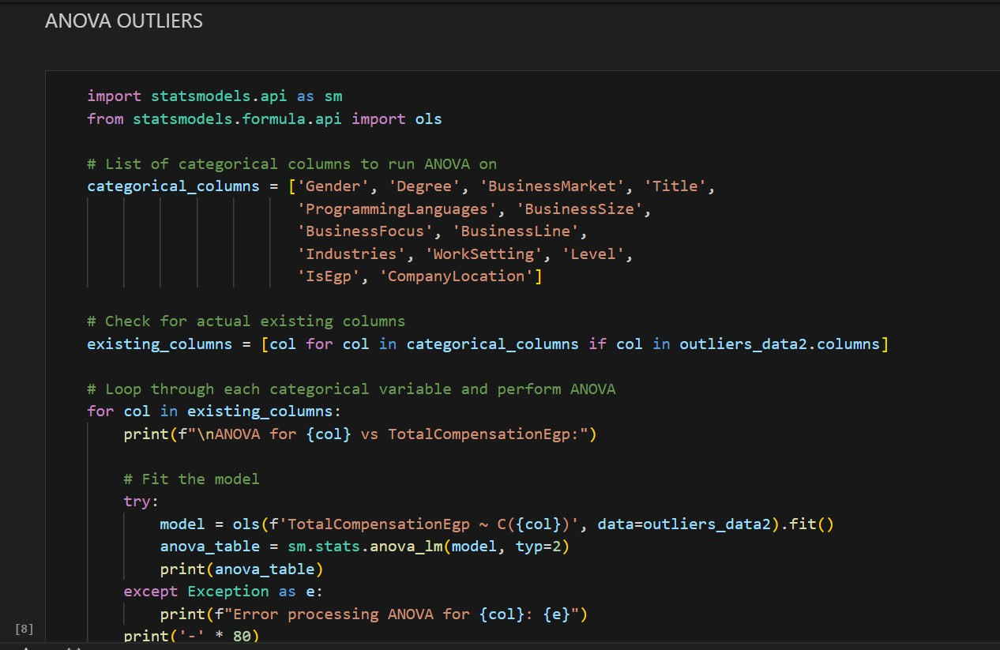 ANOVA OUTLIERS
import statsmodels.api as sm
from statsmodels.formula.api import ols
# List of categorical columns to run ANOVA on
categorical_columns = ['Gender', 'Degree', 'BusinessMarket', 'Title',
'ProgrammingLanguages', 'BusinessSize',
'BusinessFocus', 'BusinessLine',
'Industries', 'WorkSetting', 'Level',
'IsEgp', 'CompanyLocation']
# Check for actual existing columns
existing_columns = [col for col in categorical_columns if col in outliers_data2.columns]
# Loop through each categorical variable and perform ANOVA
for col in existing_columns:
print(f"\nANOVA for {col} vs TotalCompensationEgp:")
# Fit the model
try:
model = ols(f'TotalCompensationEgp ~ C({col})', data=outliers_data2).fit()
anova_table = sm.stats.anova_lm(model, typ=2)
print(anova_table)
except Exception as e:
print(f"Error processing ANOVA for {col}: {e}")
[8]
print('-' * 80)